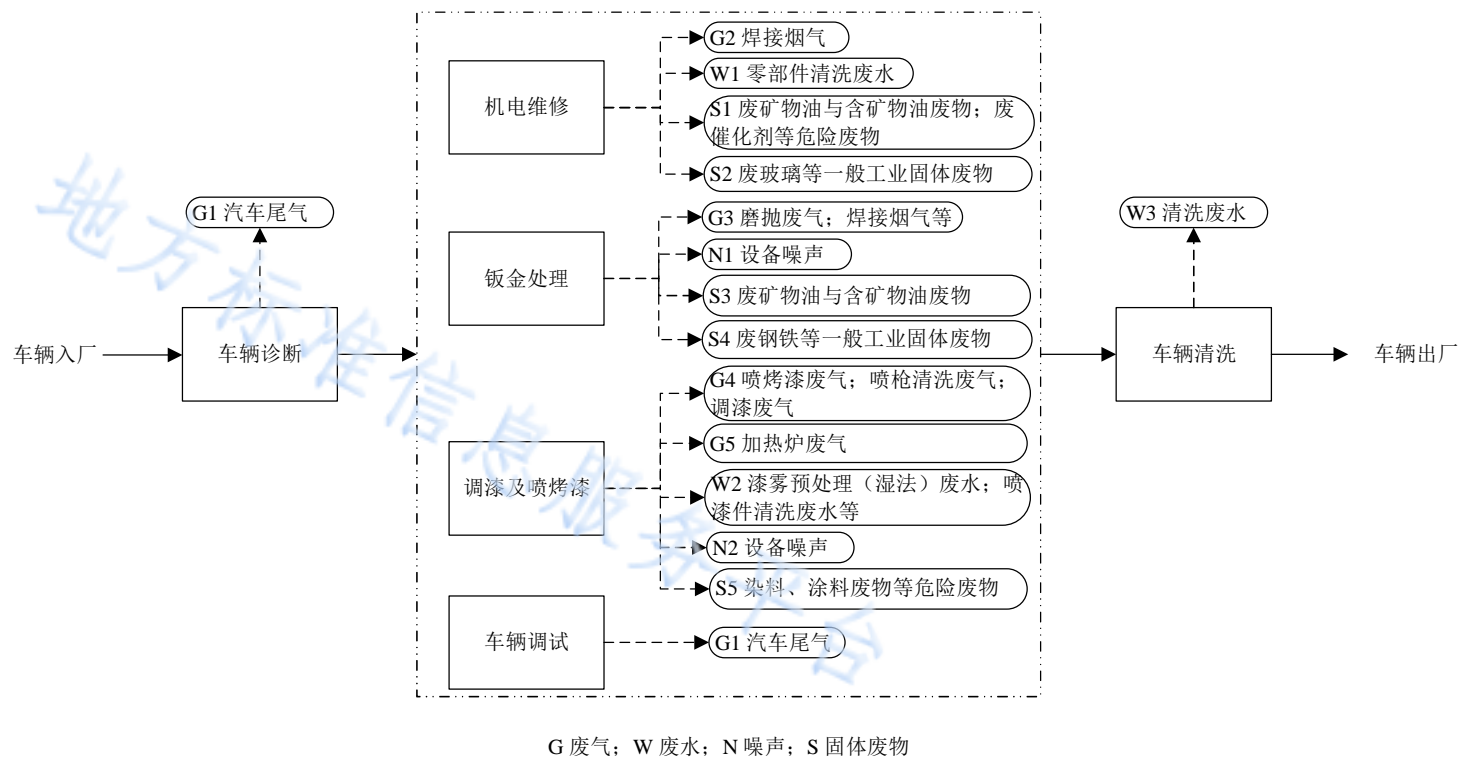 G2 焊接烟气
W1 零部件清洗废水
机电维修
S1 废矿物油与含矿物油废物；废
催化剂等危险废物
S2 废玻璃等一般工业固体废物
G1 汽车尾气
G3 磨抛废气；焊接烟气等
W3 清洗废水
N1 设备噪声
钣金处理
S3 废矿物油与含矿物油废物
S4 废钢铁等一般工业固体废物
车辆入厂
车辆诊断
车辆清洗
车辆出厂
G4 喷烤漆废气；喷枪清洗废气；
调漆废气
G5 加热炉废气
调漆及喷烤漆
W2 漆雾预处理（湿法）废水；喷
漆件清洗废水等
N2 设备噪声
S5 染料、涂料废物等危险废物
车辆调试
G1 汽车尾气
G 废气；W 废水；N 噪声；S 固体废物
地方标准信息服务平台